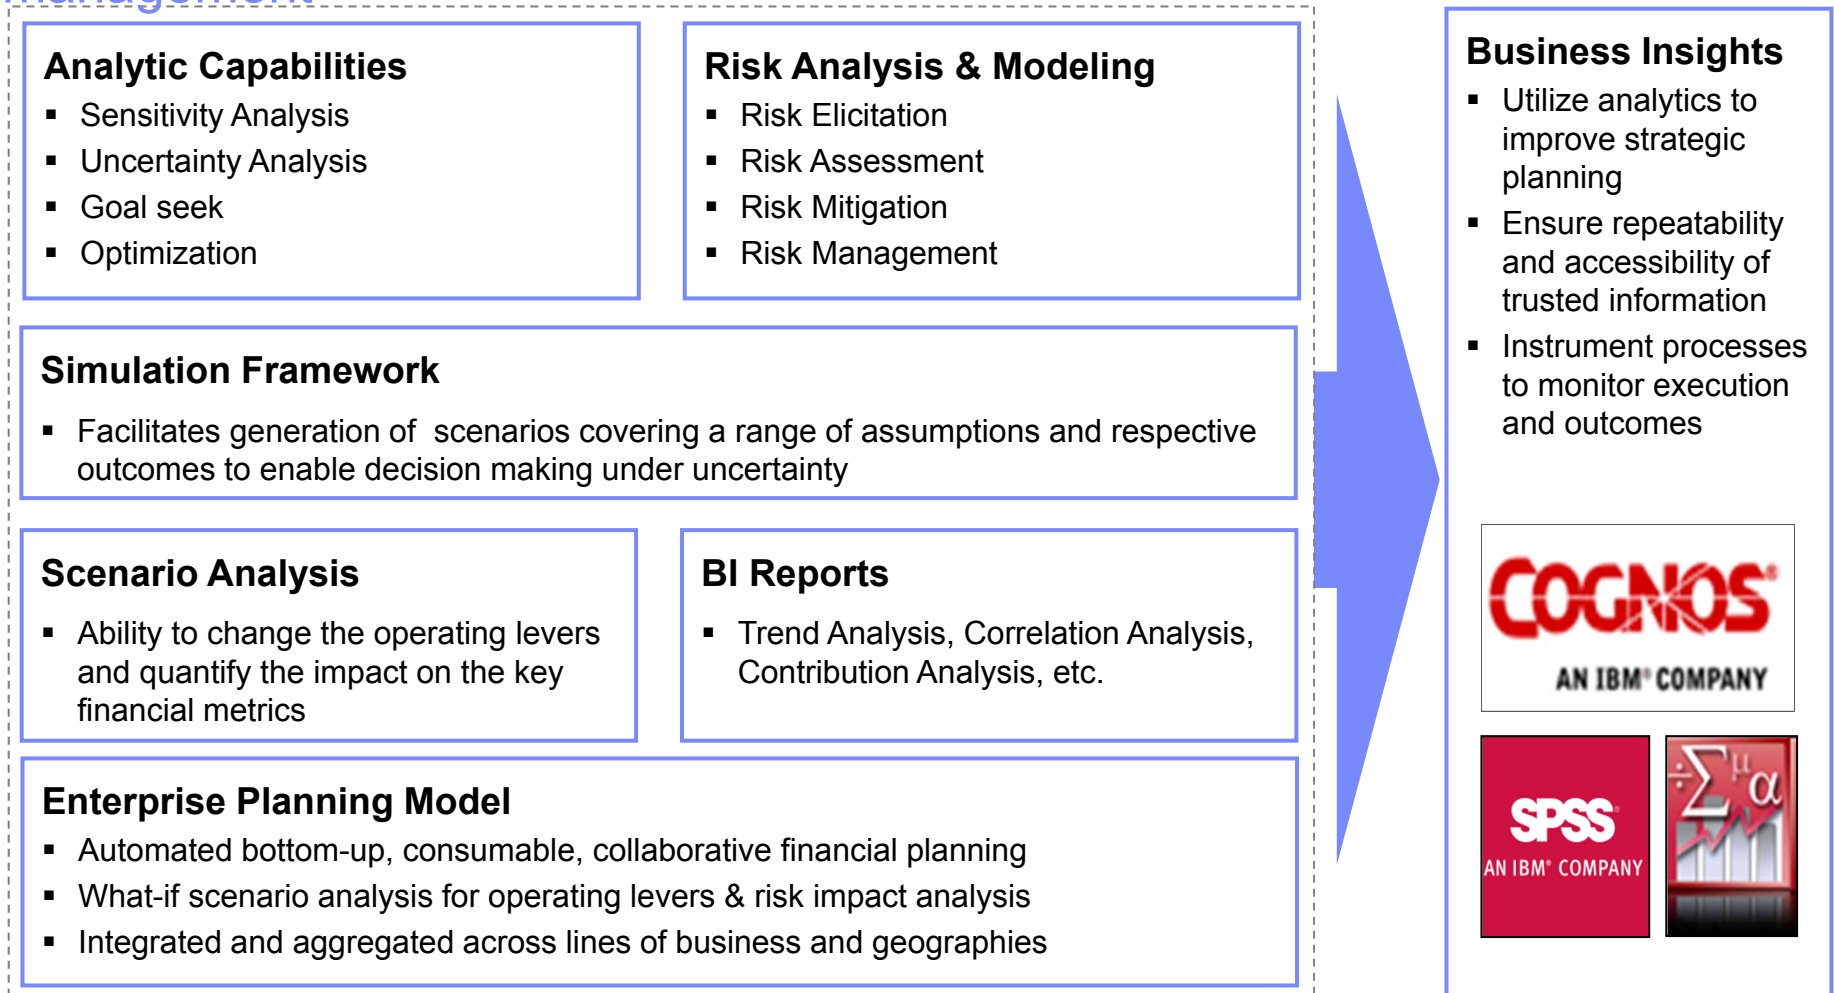 management
Analytic Capabilities
▪ Sensitivity Analysis
▪ Uncertainty Analysis
▪ Goal seek
▪ Optimization
Risk Analysis & Modeling
▪ Risk Elicitation
▪ Risk Assessment
▪ Risk Mitigation
▪ Risk Management
Simulation Framework
▪ Facilitates generation of  scenarios covering a range of assumptions and respective
outcomes to enable decision making under uncertainty
Scenario Analysis
▪ Ability to change the operating levers
and quantify the impact on the key
financial metrics
BI Reports
▪ Trend Analysis, Correlation Analysis,
Contribution Analysis, etc.
Enterprise Planning Model
▪ Automated bottom-up, consumable, collaborative financial planning
▪ What-if scenario analysis for operating levers & risk impact analysis
▪ Integrated and aggregated across lines of business and geographies
Business Insights
▪ Utilize analytics to
improve strategic
planning
▪ Ensure repeatability
and accessibility of
trusted information
▪ Instrument processes
to monitor execution
and outcomes
COGNOS®
AN IBM® COMPANY
SPSS
AN IBM® COMPANY
÷Σμα